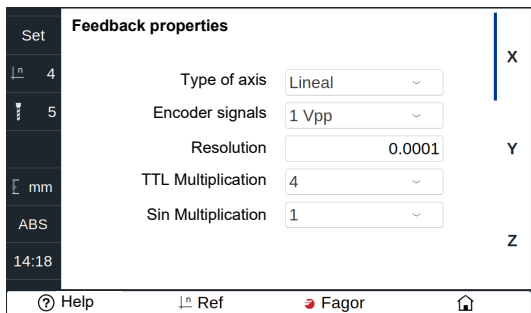 Set
Feedback properties
X
n 4
Type of axis Lineal
5
Encoder signals 1 Vpp
Resolution 0.0001
Y
mm
TTL Multiplication 4
Sin Multiplication 1
ABS
Z
14:18
? Help
n Ref
Fagor